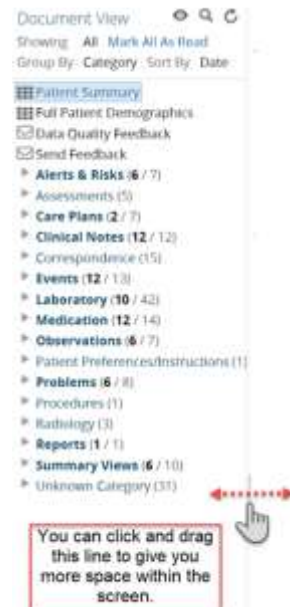 Document View
Showing All Mark All As Read
Group By Category Sort By Date
Patient Summary
Full Patient Demographics
Data Quality Feedback
Send Feedback
Alerts & Risks (6 / 7)
Assessments (5)
Care Plans (2 / 7)
Clinical Notes (12 / 12)
Correspondence (15)
Events (12 / 13)
Laboratory (10 / 42)
Medication (12 / 14)
Observations (6 / 7)
Patient Preferences/Instructions (1)
Problems (6 / 8)
Procedures (1)
Radiology (3)
Reports (1 / 1)
Summary Views (6 / 10)
Unknown Category (31)
You can click and drag
this line to give you
more space within the
screen.